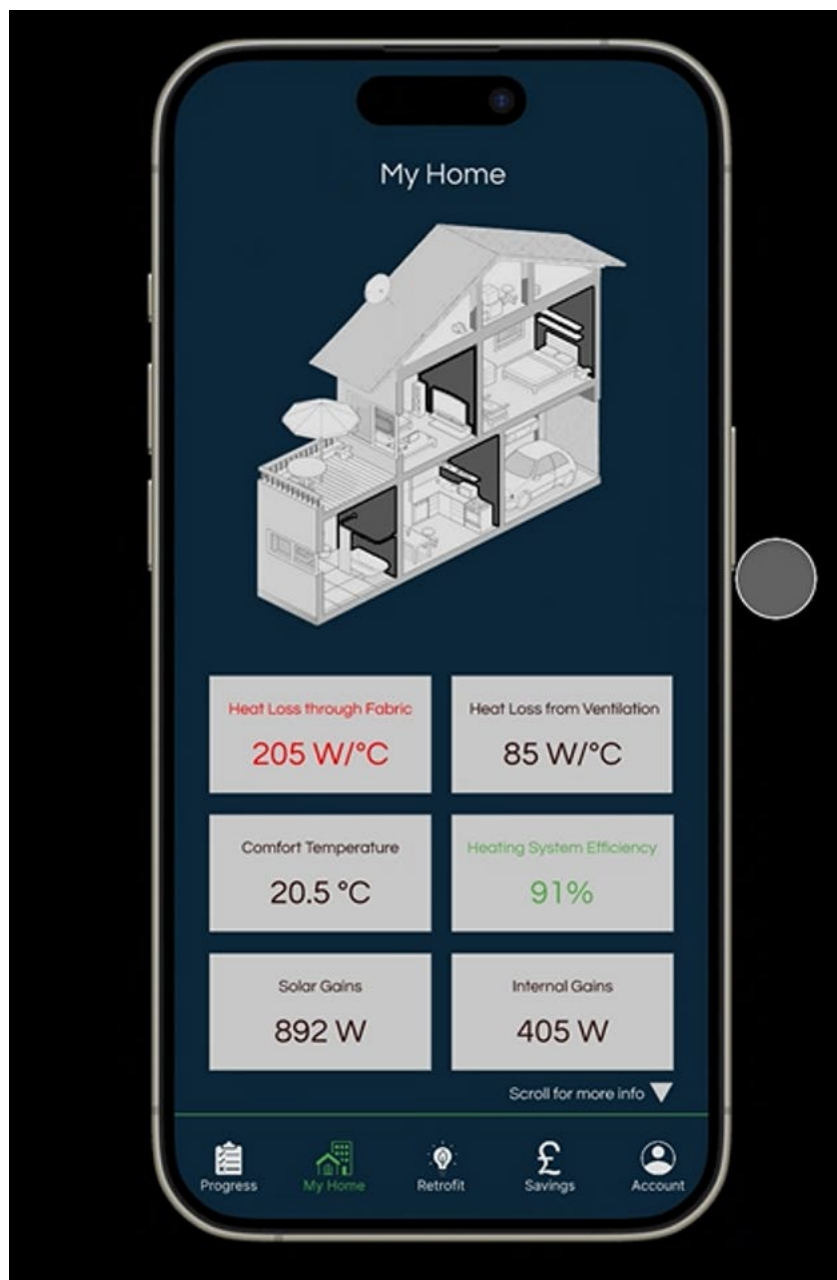 My Home
Heat Loss through Fabric
205 W/°C
Heat Loss from Ventilation
85 W/°C
Comfort Temperature
20.5 °C
Heating System Efficiency
91%
Solar Gains
892 W
Internal Gains
405 W
Scroll for more info
Progress
My Home
Retrofit
£
Savings
Account